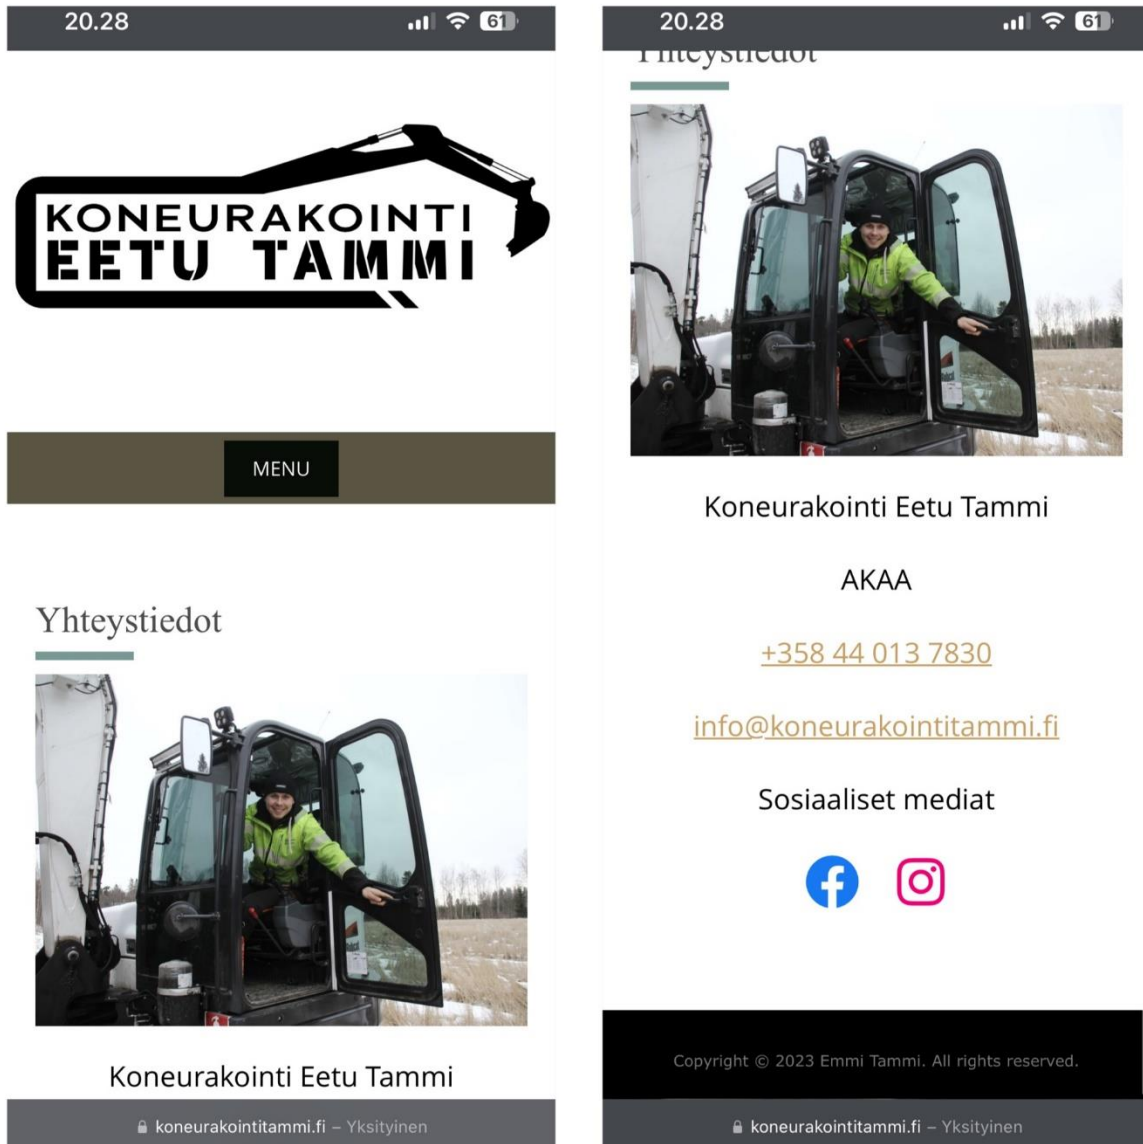 20.28
61
KONEURAKOINTI
EETU TAMMI
MENU
Yhteystiedot
Koneurakointi Eetu Tammi
koneurakointitammi.fi – Yksityinen
20.28
61
Yhteystiedot
Koneurakointi Eetu Tammi
AKAA
+358 44 013 7830
info@koneurakointitammi.fi
Sosiaaliset mediat
Copyright © 2023 Emmi Tammi. All rights reserved.
koneurakointitammi.fi – Yksityinen